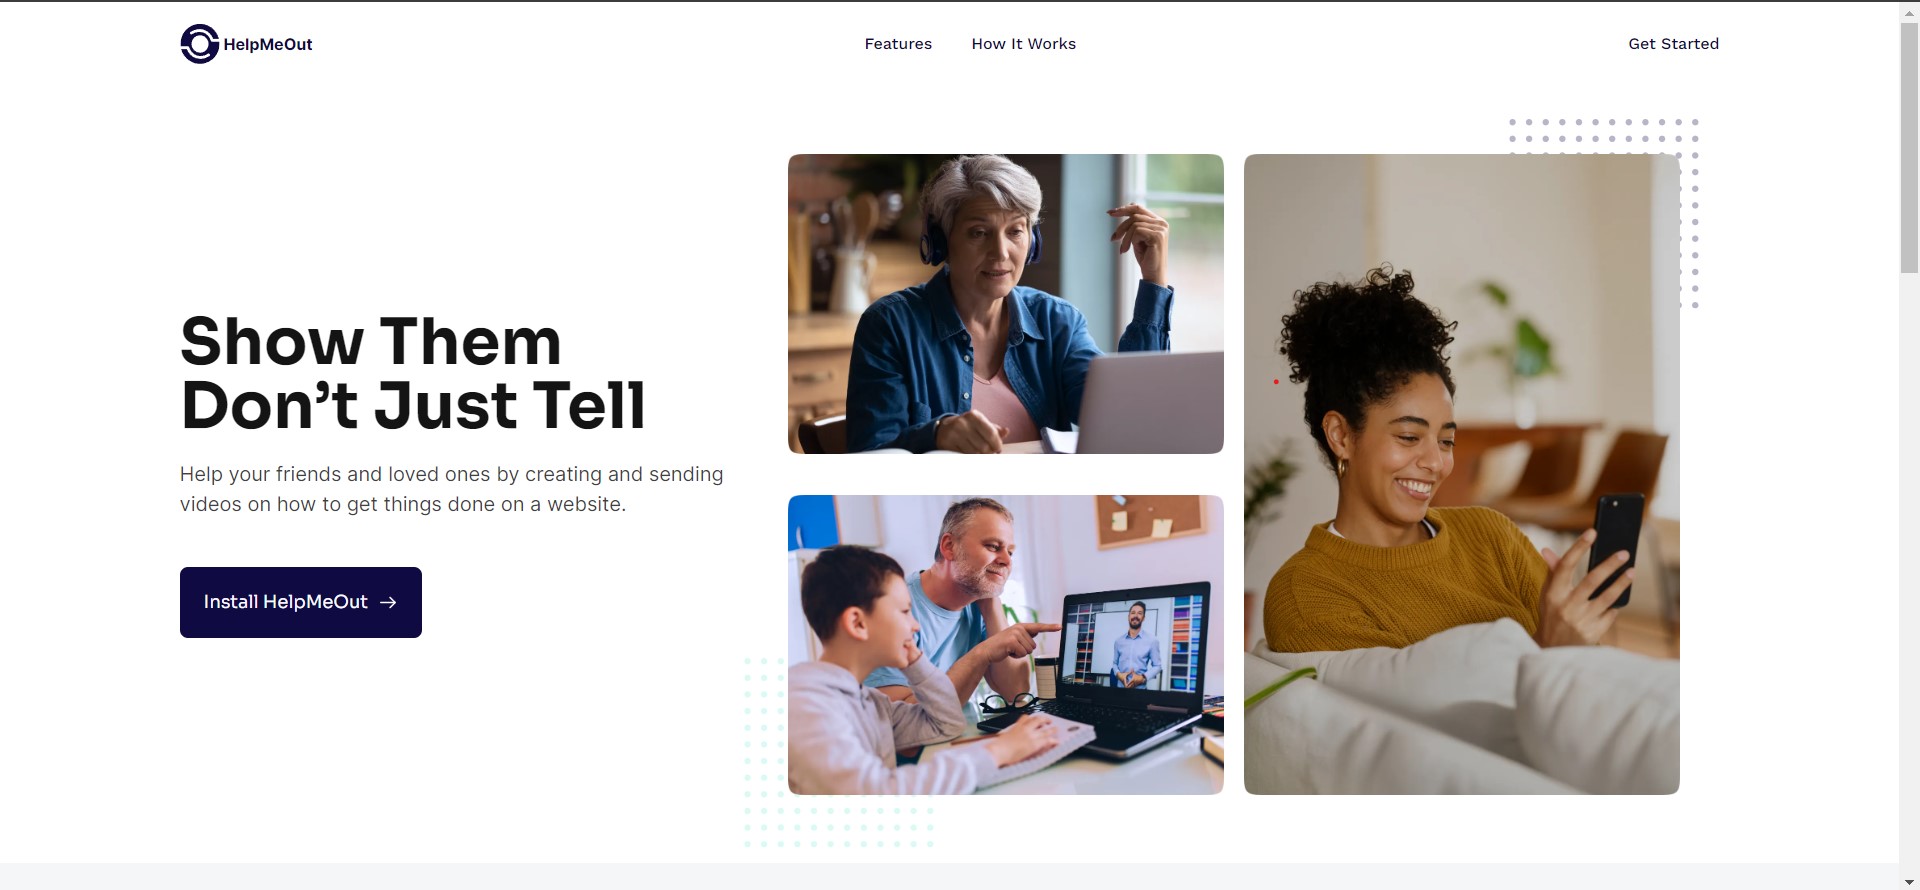 HelpMeOut
Features
How It Works
Get Started
Show Them
Don’t Just Tell
Help your friends and loved ones by creating and sending
videos on how to get things done on a website.
Install HelpMeOut →